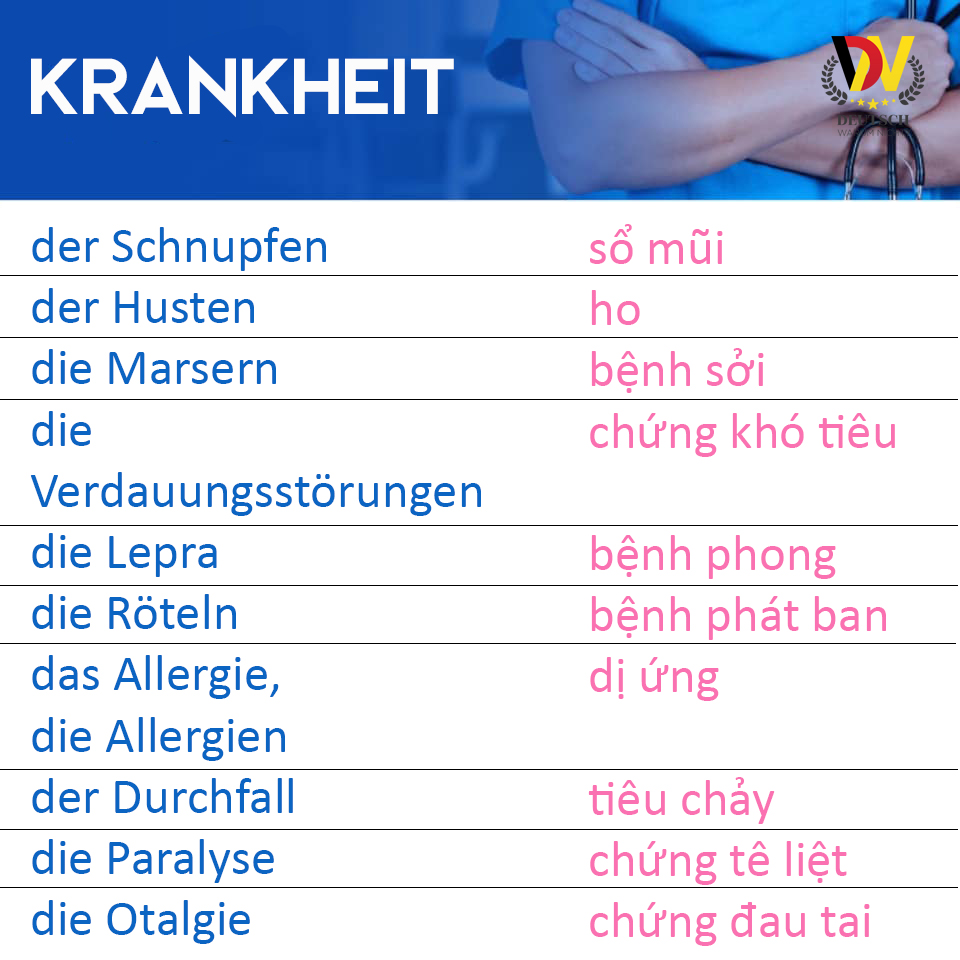 KRANKHEIT
DV
DEUTSCH
der Schnupfen sổ mũi
der Husten ho
die Marsern bệnh sởi
die chứng khó tiêu
Verdauungsstörungen
die Lepra bệnh phong
die Röteln bệnh phát ban
das Allergie, dị ứng
die Allergien
der Durchfall tiêu chảy
die Paralyse chứng tê liệt
die Otalgie chứng đau tai